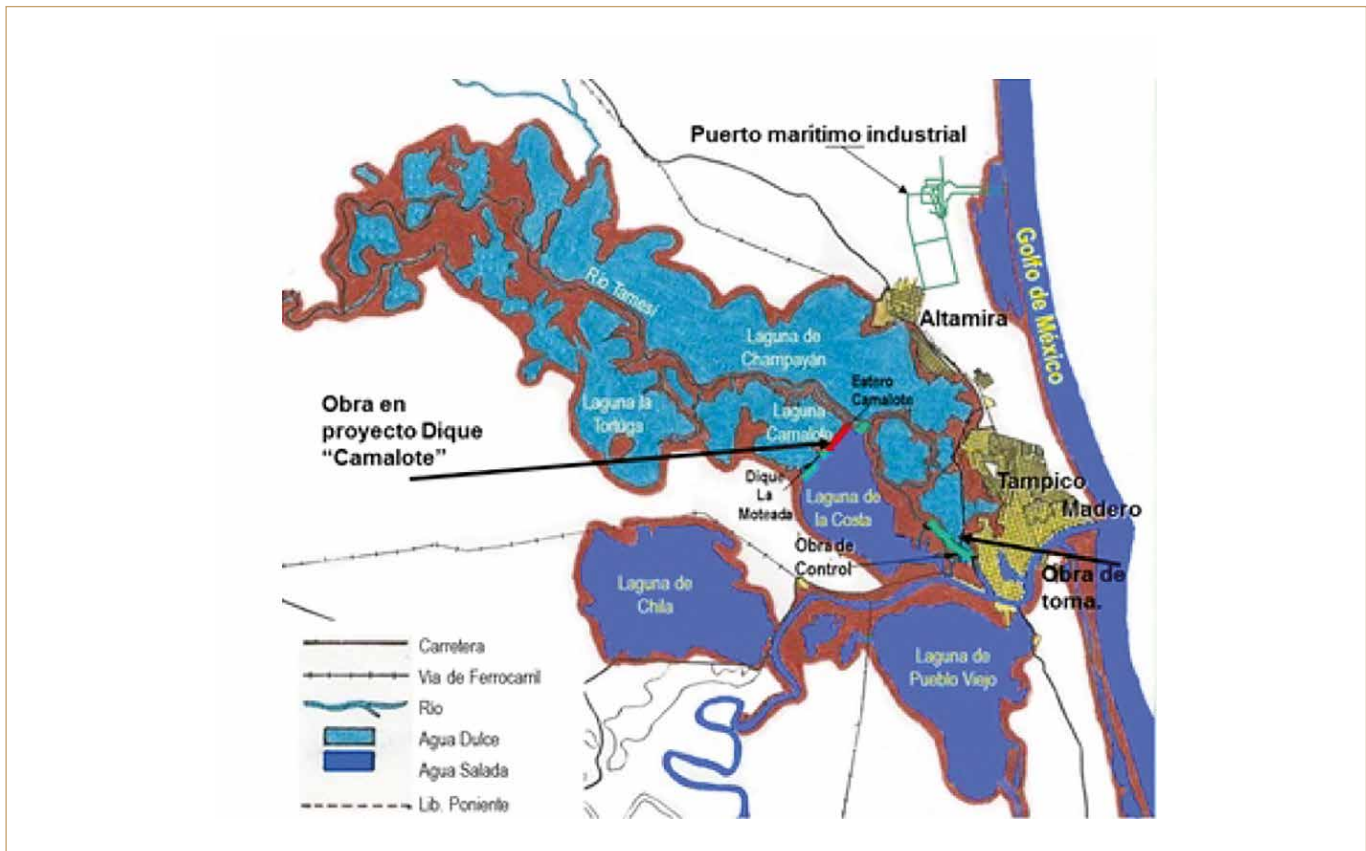 Puerto marítimo industrial
Golfo de México
Río Tamesí
Altamira
Laguna de
Champayán
Estero
Camalote
Obra en
proyecto Dique
“Camalote”
Laguna la
Tortuga
Laguna
Camalote
Tampico
Madero
Dique
La
Moteada
Laguna de
la Costa
Obra de
Control
Obra de
toma.
Laguna de
Chila
Laguna de
Pueblo Viejo
Carretera
Via de Ferrocarril
Río
Agua Dulce
Agua Salada
Lib. Poniente